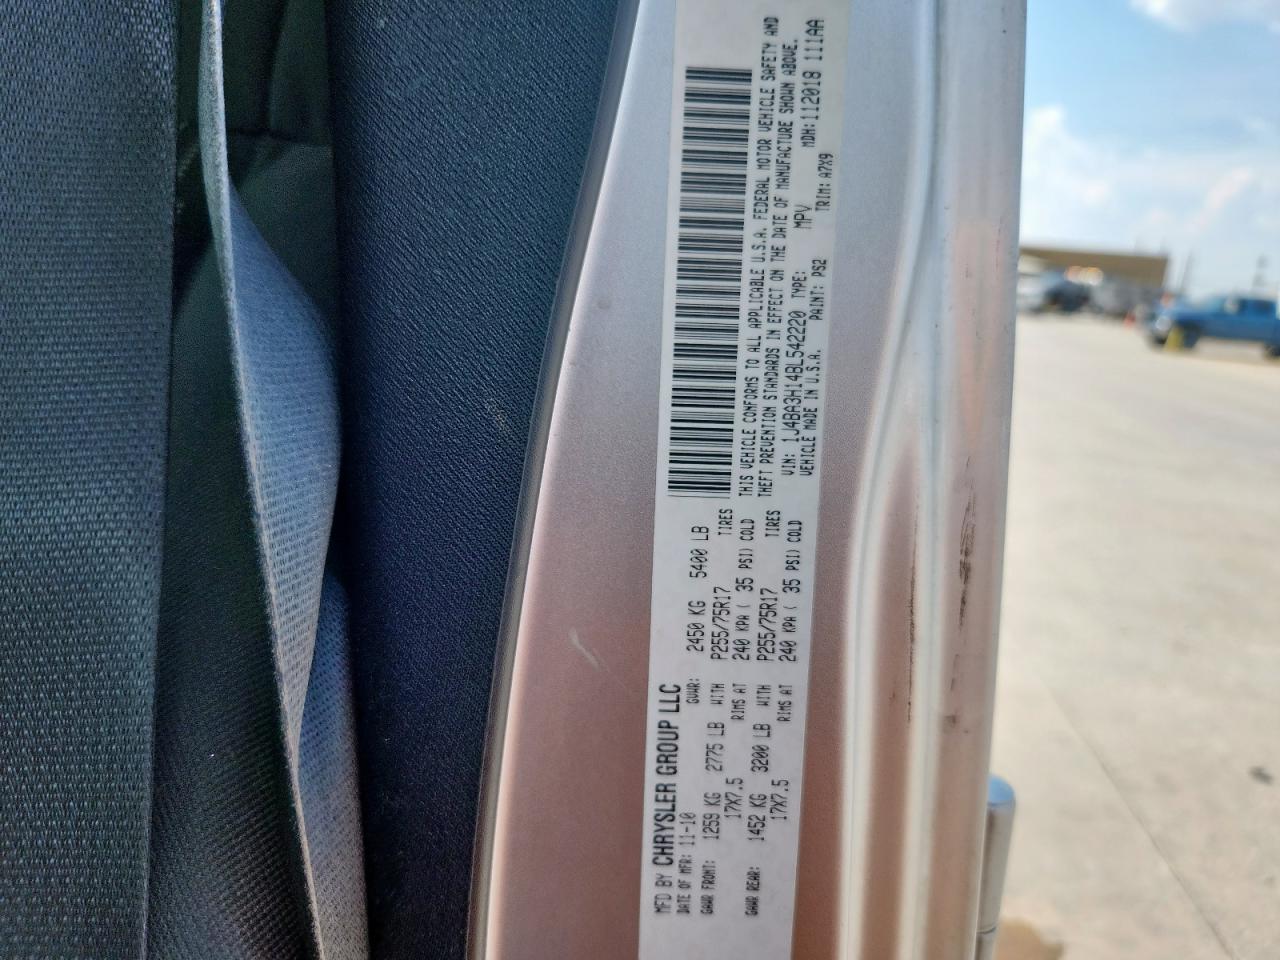 MFD BY CHRYSLER GROUP LLC
DATE OF MFR: 11-10 GVWR: 2450 KG 5400 LB
GAWR FRONT: 1259 KG 2775 LB WITH P255/75R17 TIRES
17X7.5 RIMS AT 240 KPA ( 35 PSI) COLD
GAWR REAR: 1452 KG 3200 LB WITH P255/75R17 TIRES
17X7.5 RIMS AT 240 KPA ( 35 PSI) COLD
THIS VEHICLE CONFORMS TO ALL APPLICABLE U.S.A. FEDERAL MOTOR VEHICLE SAFETY AND
THEFT PREVENTION STANDARDS IN EFFECT ON THE DATE OF MANUFACTURE SHOWN ABOVE.
VIN: 1J4BA3H14BL542220 TYPE: MPV MDH:112018 111AA
VEHICLE MADE IN U.S.A. PAINT: PS2 TRIM: A7X9